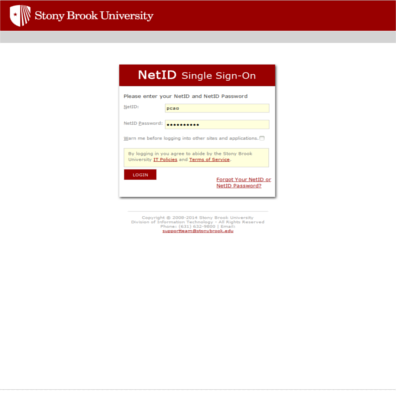 Stony Brook University
NetID Single Sign-On
Please enter your NetID and NetID Password
NetID:
pcao
NetID Password:
••••••••••
Warn me before logging into other sites and applications.
By logging in you agree to abide by the Stony Brook
University IT Policies and Terms of Service.
LOGIN
Forgot Your NetID or
NetID Password?
Copyright © 2008-2014 Stony Brook University
Division of Information Technology - All Rights Reserved
Phone: (631) 632-9800 | Email:
supportteam@stonybrook.edu